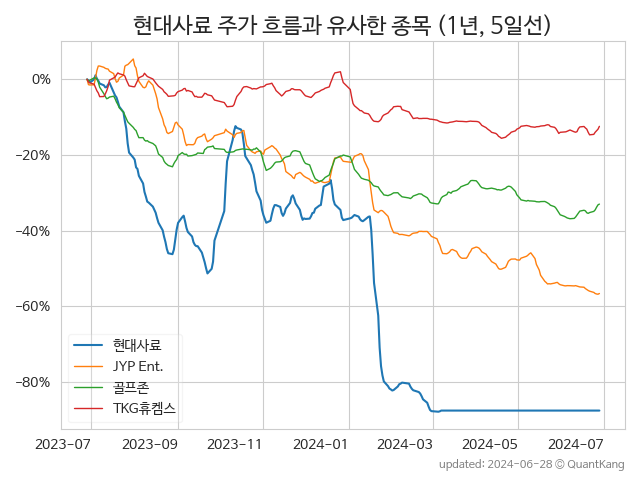 현대사료 주가 흐름과 유사한 종목 (1년, 5일선)
0%
−20%
−40%
−60%
−80%
현대사료
JYP Ent.
골프존
TKG휴켐스
2023-07 2023-09 2023-11 2024-01 2024-03 2024-05 2024-07
updated: 2024-06-28 © QuantKang